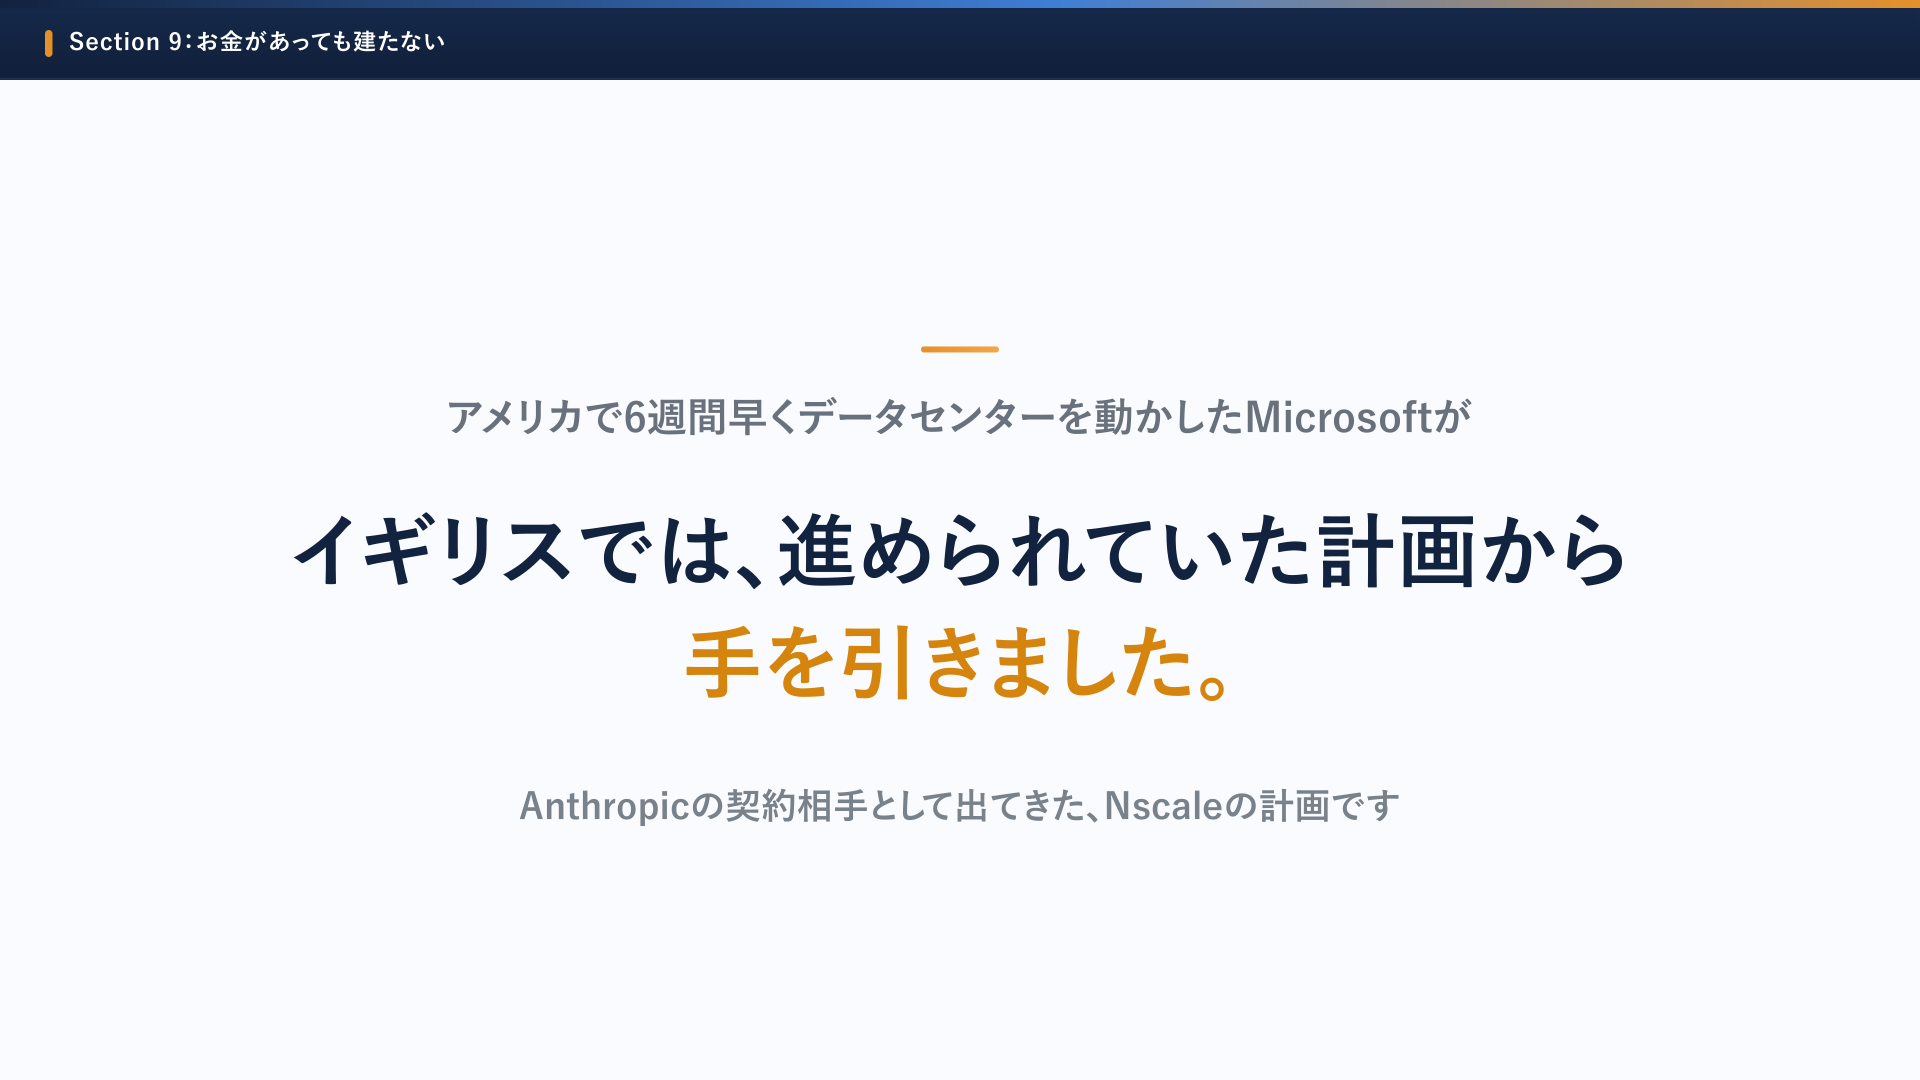 Section 9：お金があっても建たない
アメリカで6週間早くデータセンターを動かしたMicrosoftが
イギリスでは、進められていた計画から
手を引きました。
Anthropicの契約相手として出てきた、Nscaleの計画です